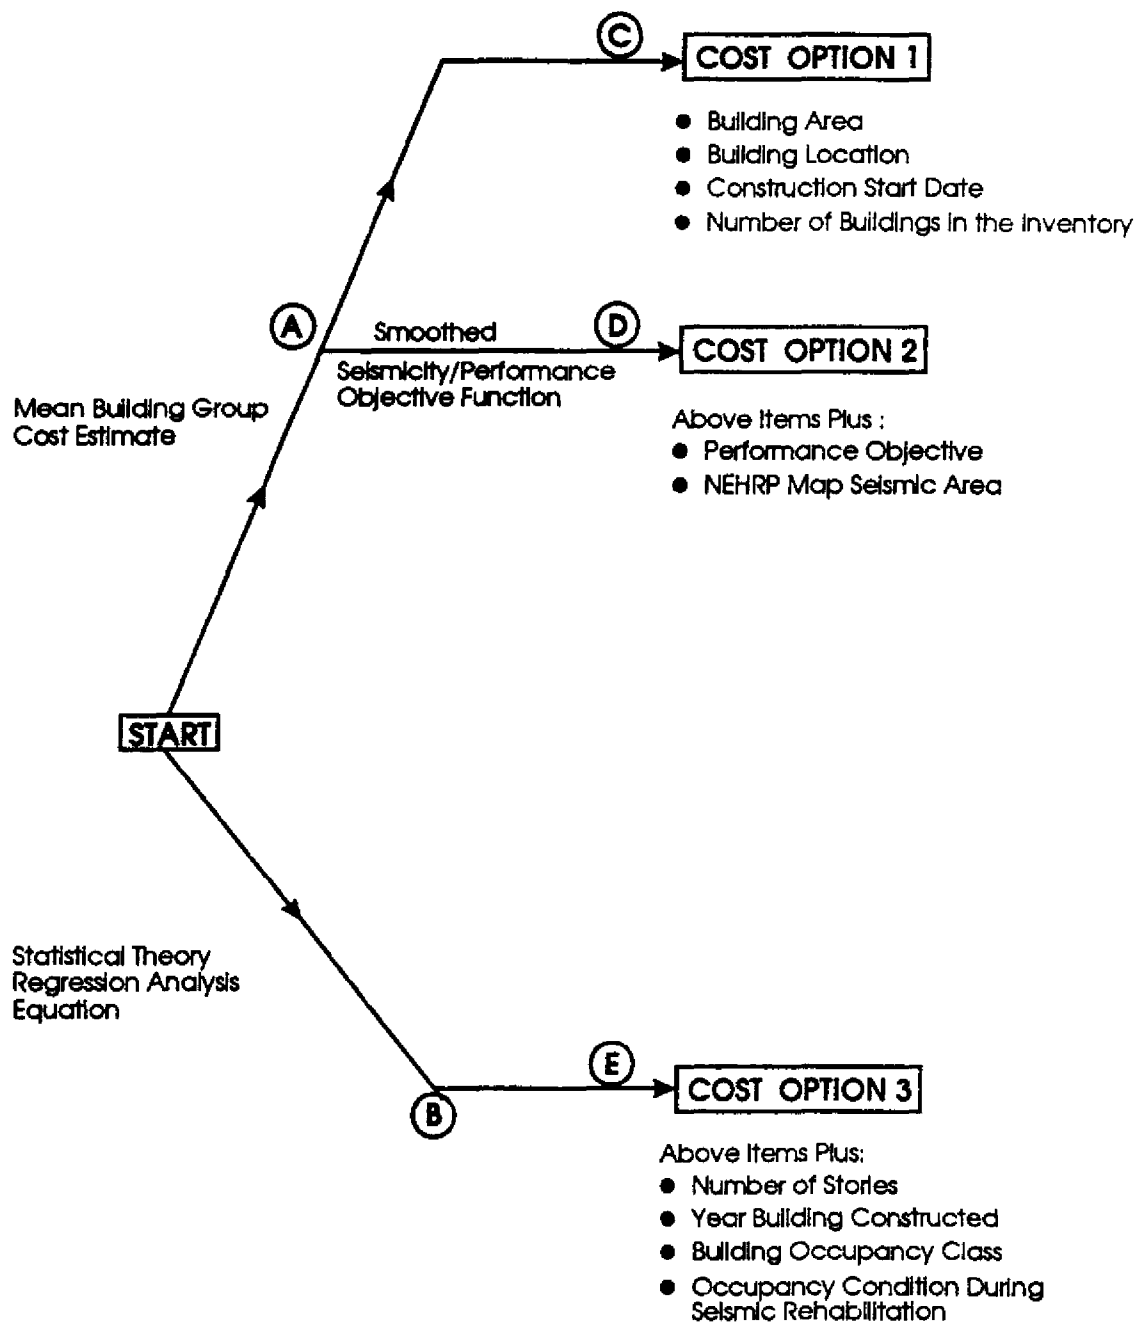 C
COST OPTION 1
● Building Area
● Building Location
● Construction Start Date
● Number of Buildings in the Inventory
A
Smoothed
D
COST OPTION 2
Seismicity/Performance
Objective Function
Mean Building Group
Cost Estimate
Above Items Plus :
● Performance Objective
● NEHRP Map Seismic Area
START
Statistical Theory
Regression Analysis
Equation
E
COST OPTION 3
B
Above Items Plus:
● Number of Stories
● Year Building Constructed
● Building Occupancy Class
● Occupancy Condition During
Seismic Rehabilitation